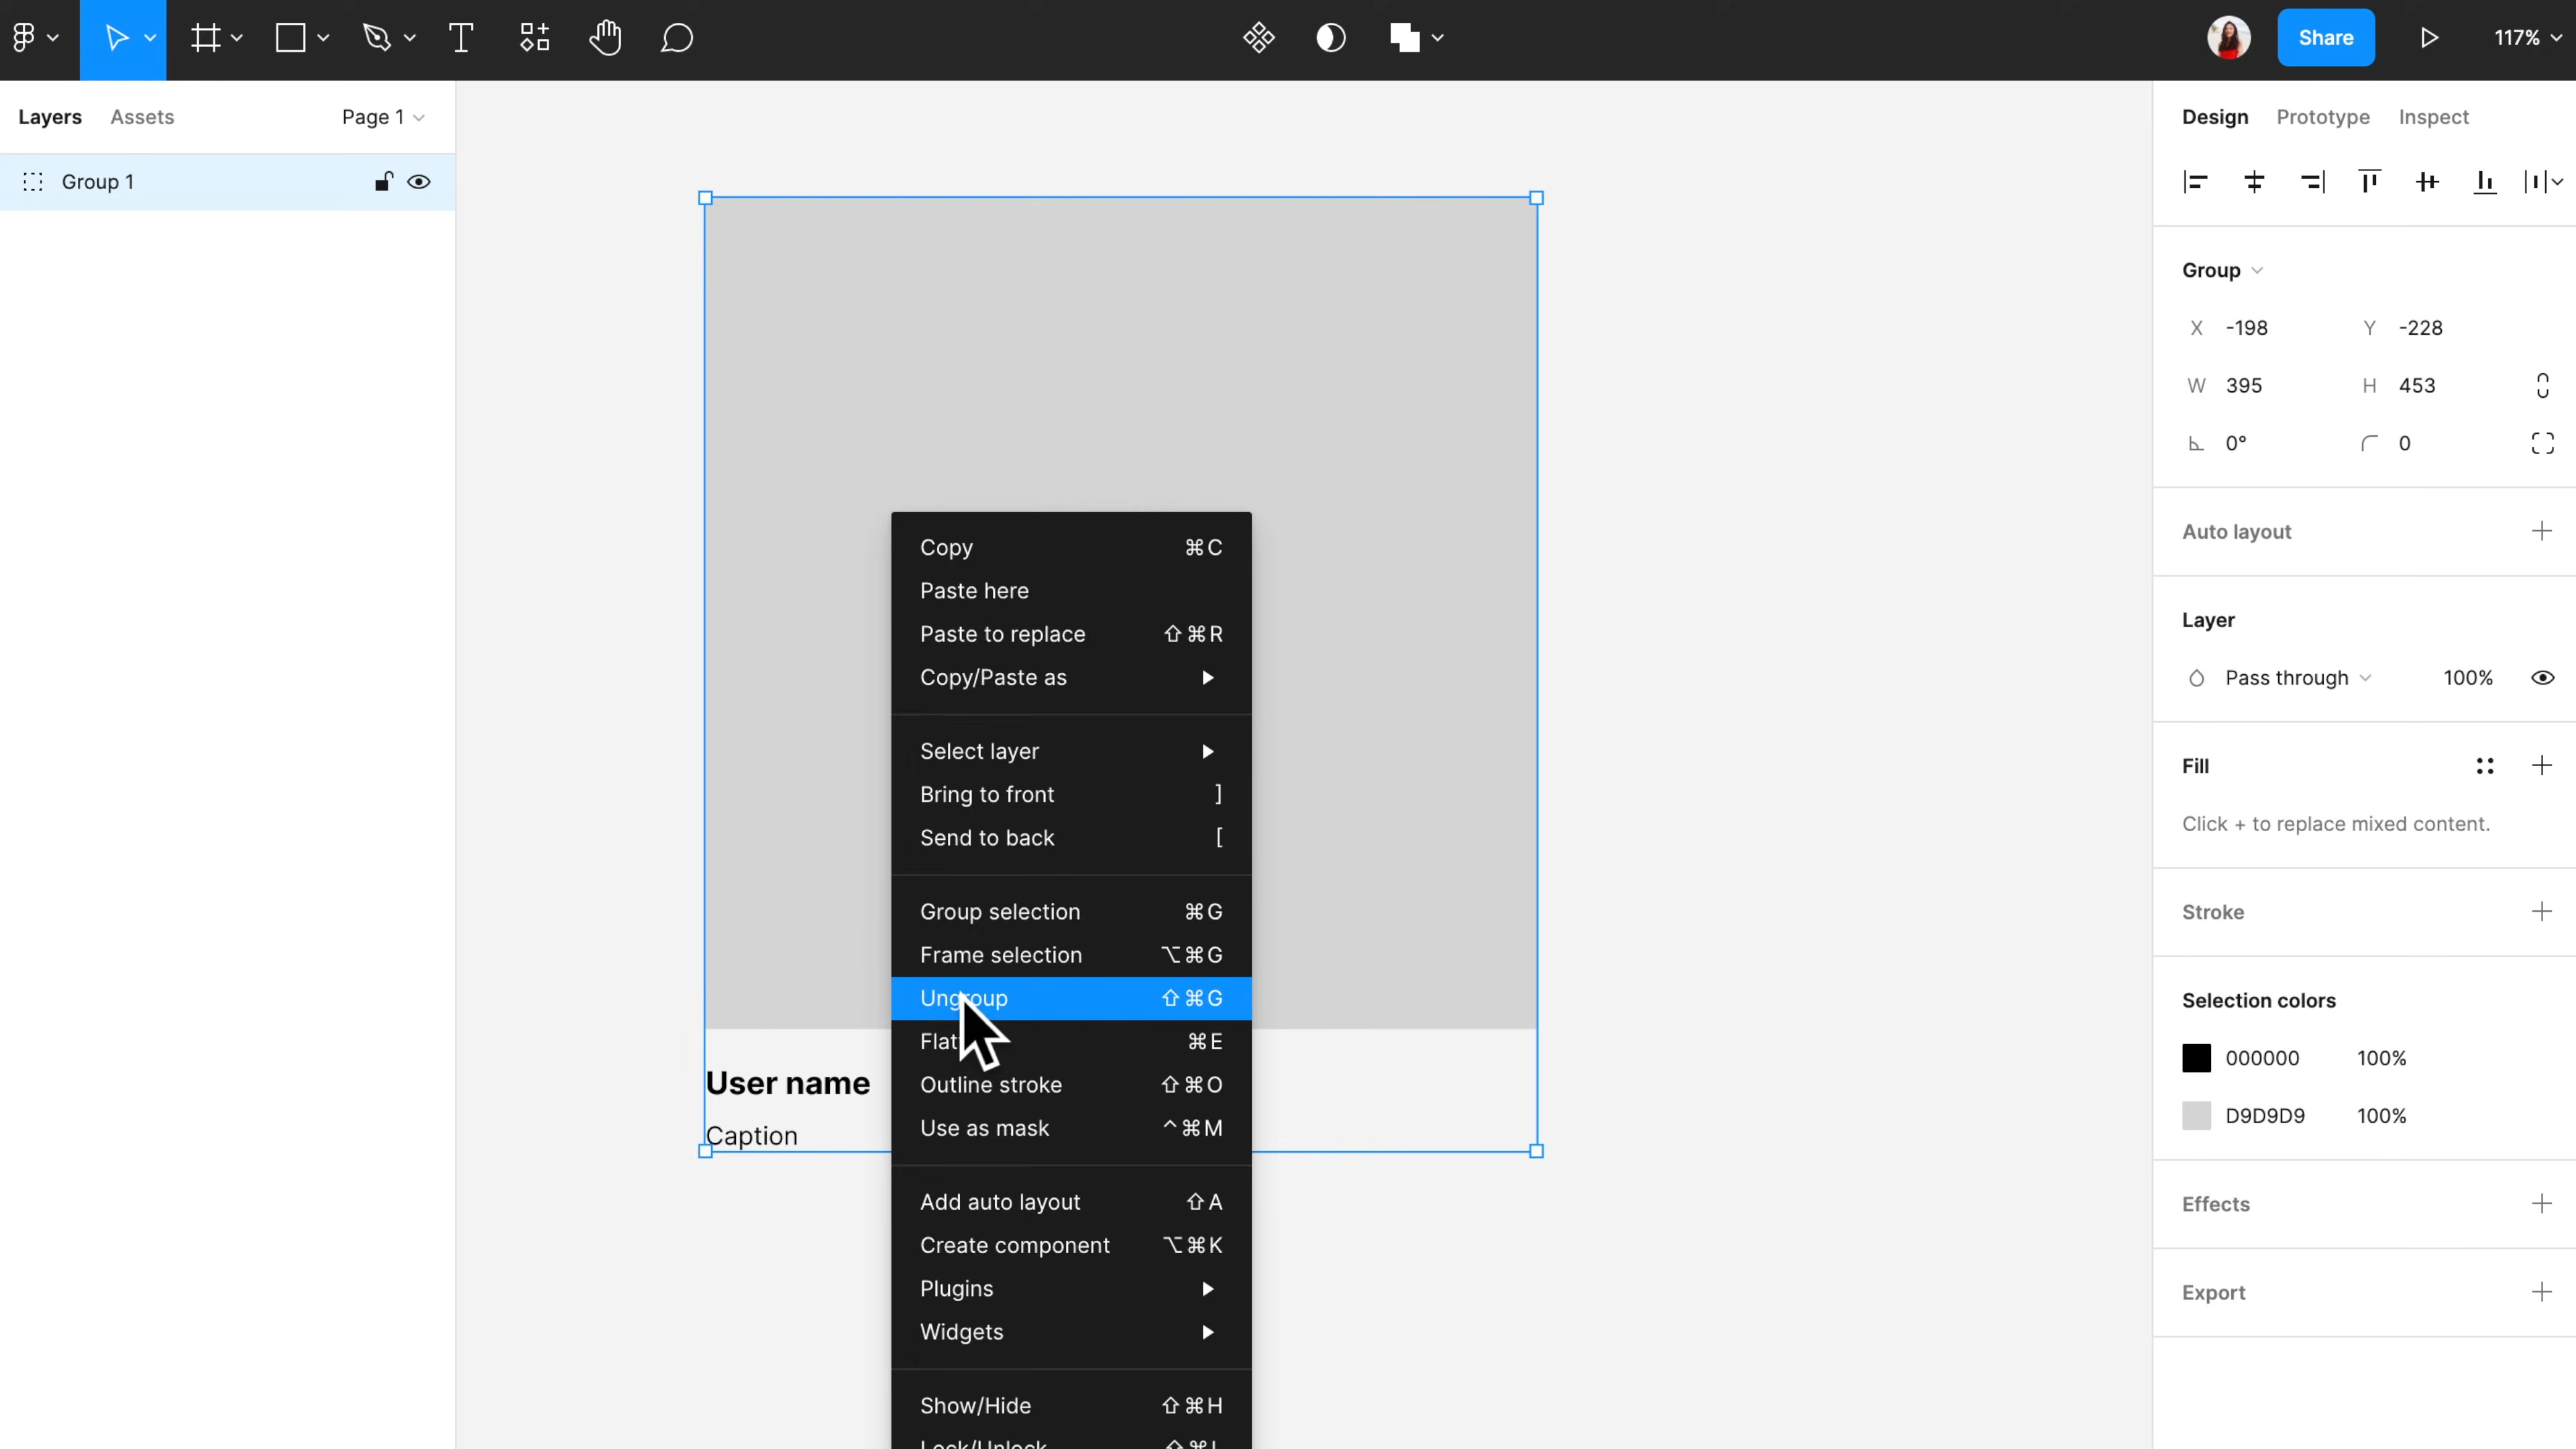 Share
117%
Layers Assets Page 1
Design Prototype Inspect
Group 1
Group
X -198 Y -228
W 395 H 453
0° 0
Auto layout
Layer
Pass through 100%
Fill
Click + to replace mixed content.
Stroke
Selection colors
000000 100%
D9D9D9 100%
Effects
Export
Copy ⌘C
Paste here
Paste to replace ⇧⌘R
Copy/Paste as
Select layer
Bring to front ]
Send to back [
Group selection ⌘G
Frame selection ⌥⌘G
Ungroup ⇧⌘G
Flat ⌘E
Outline stroke ⇧⌘O
Use as mask ^⌘M
Add auto layout ⇧A
Create component ⌥⌘K
Plugins
Widgets
Show/Hide ⇧⌘H
Lock/Unlock ⇧⌘L
User name
Caption